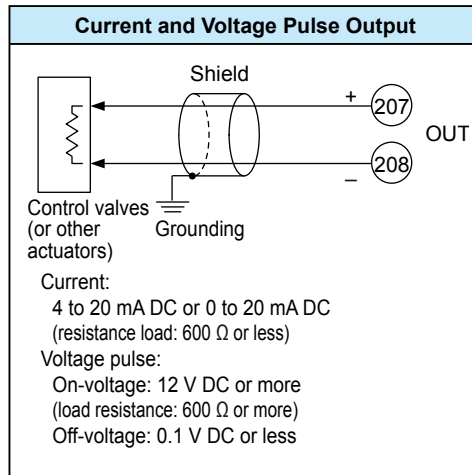 Current and Voltage Pulse Output
Shield
+
207
OUT
208
–
Control valves
(or other
actuators)
Grounding
Current:
4 to 20 mA DC or 0 to 20 mA DC
(resistance load: 600 Ω or less)
Voltage pulse:
On-voltage: 12 V DC or more
(load resistance: 600 Ω or more)
Off-voltage: 0.1 V DC or less